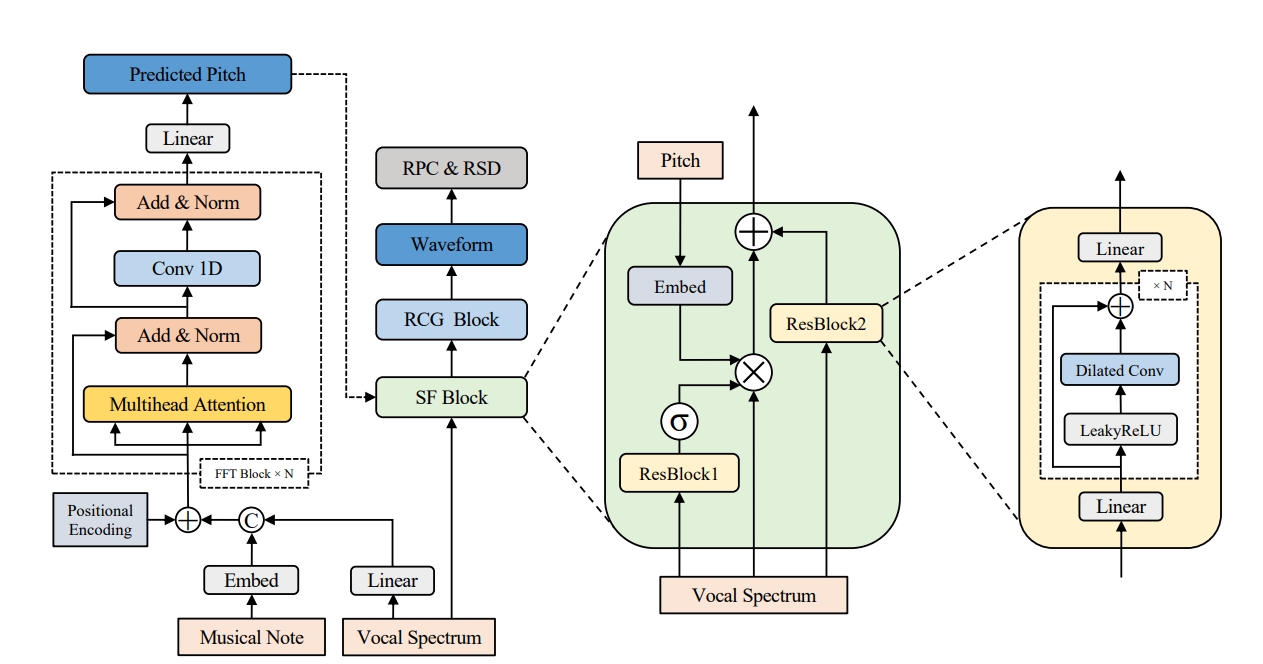 Predicted Pitch
Linear
Add & Norm
Conv 1D
Add & Norm
Multihead Attention
FFT Block × N
Positional
Encoding
C
Embed
Linear
Musical Note
Vocal Spectrum
RPC & RSD
Waveform
RCG Block
SF Block
Pitch
Embed
ResBlock2
σ
ResBlock1
Vocal Spectrum
Linear
× N
Dilated Conv
LeakyReLU
Linear